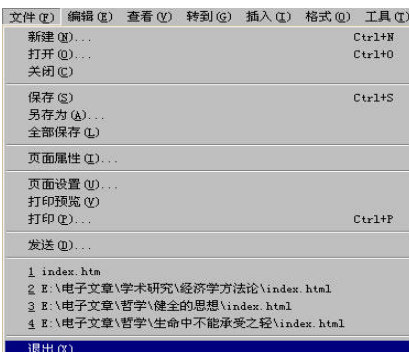 文件(F) 编辑(E) 查看(V) 转到(G) 插入(I) 格式(O) 工具(T)
新建(N)... Ctrl+N
打开(O)... Ctrl+O
关闭(C)
保存(S) Ctrl+S
另存为(A)...
全部保存(L)
页面属性(I)...
页面设置(U)...
打印预览(V)
打印(P)... Ctrl+P
发送(D)...
1 index.htm
2 E:\电子文章\学术研究\经济学方法论\index.html
3 E:\电子文章\哲学\健全的思想\index.html
4 E:\电子文章\哲学\生命中不能承受之轻\index.html
退出(X)